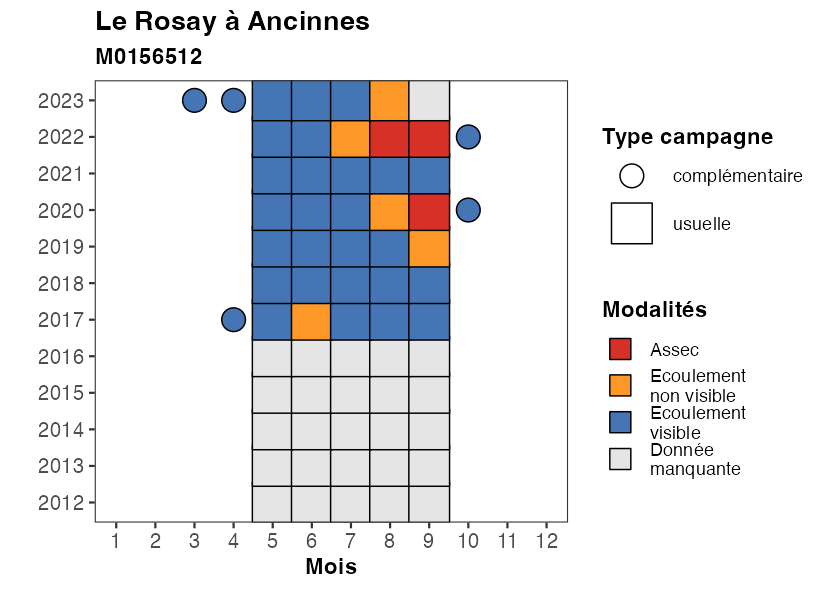 Le Rosay à Ancinnes
M0156512
2023
2022
2021
2020
2019
2018
2017
2016
2015
2014
2013
2012
1 2 3 4 5 6 7 8 9 10 11 12
Mois
Type campagne
complémentaire
usuelle
Modalités
Assec
Ecoulement
non visible
Ecoulement
visible
Donnée
manquante